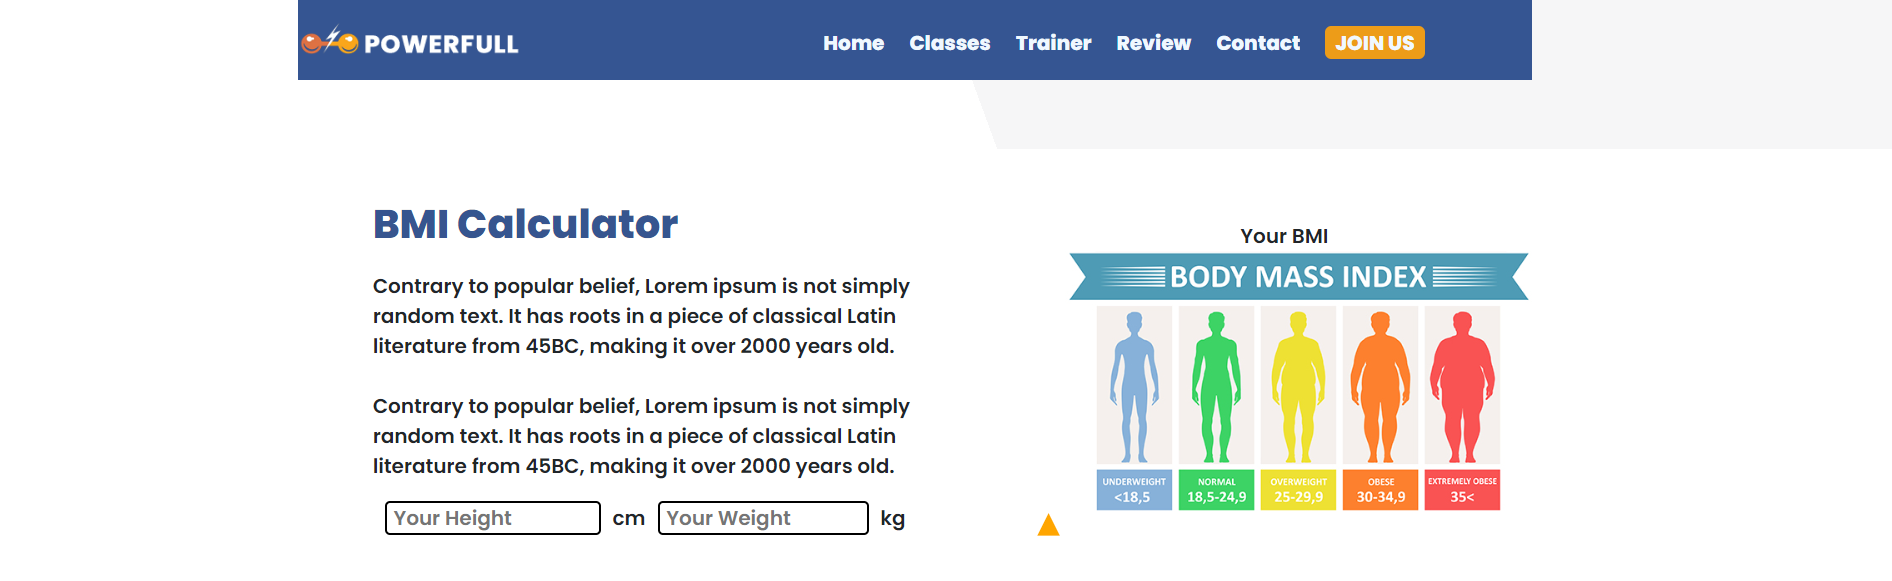 POWERFULL
Home Classes Trainer Review Contact JOIN US
BMI Calculator
Contrary to popular belief, Lorem ipsum is not simply
random text. It has roots in a piece of classical Latin
literature from 45BC, making it over 2000 years old.
Contrary to popular belief, Lorem ipsum is not simply
random text. It has roots in a piece of classical Latin
literature from 45BC, making it over 2000 years old.
Your Height cm Your Weight kg
Your BMI
BODY MASS INDEX
UNDERWEIGHT
<18,5
NORMAL
18,5-24,9
OVERWEIGHT
25-29,9
OBESE
30-34,9
EXTREMELY OBESE
35<